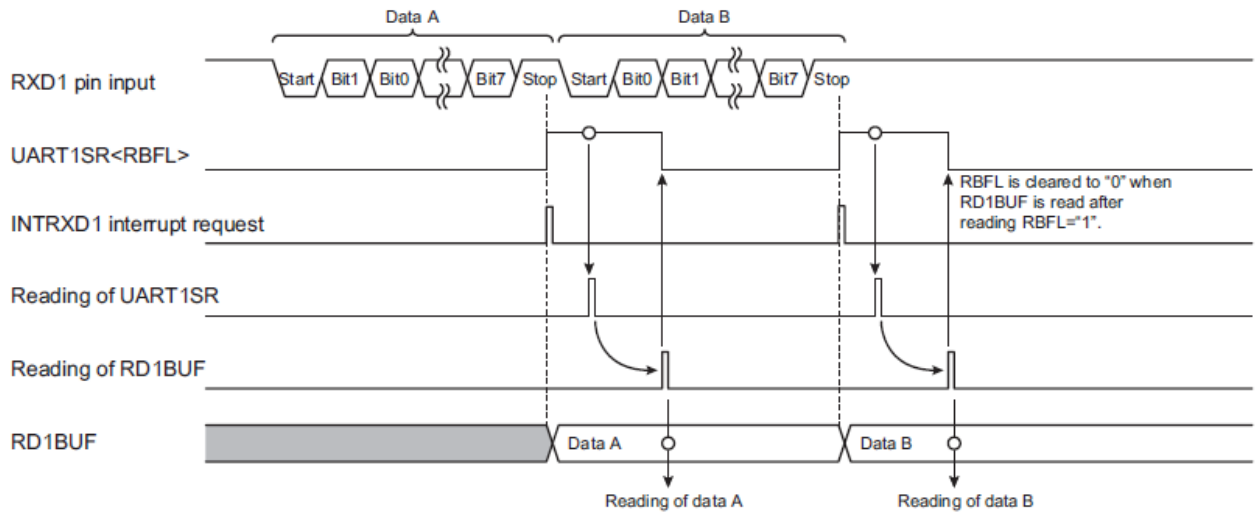 Data A Data B
RXD1 pin input Start Bit1 Bit0 Bit7 Stop Start Bit0 Bit1 Bit7 Stop
UART1SR<RBFL>
RBFL is cleared to “0” when
RD1BUF is read after
reading RBFL=“1”.
INTRXD1 interrupt request
Reading of UART1SR
Reading of RD1BUF
RD1BUF Data A Data B
Reading of data A Reading of data B